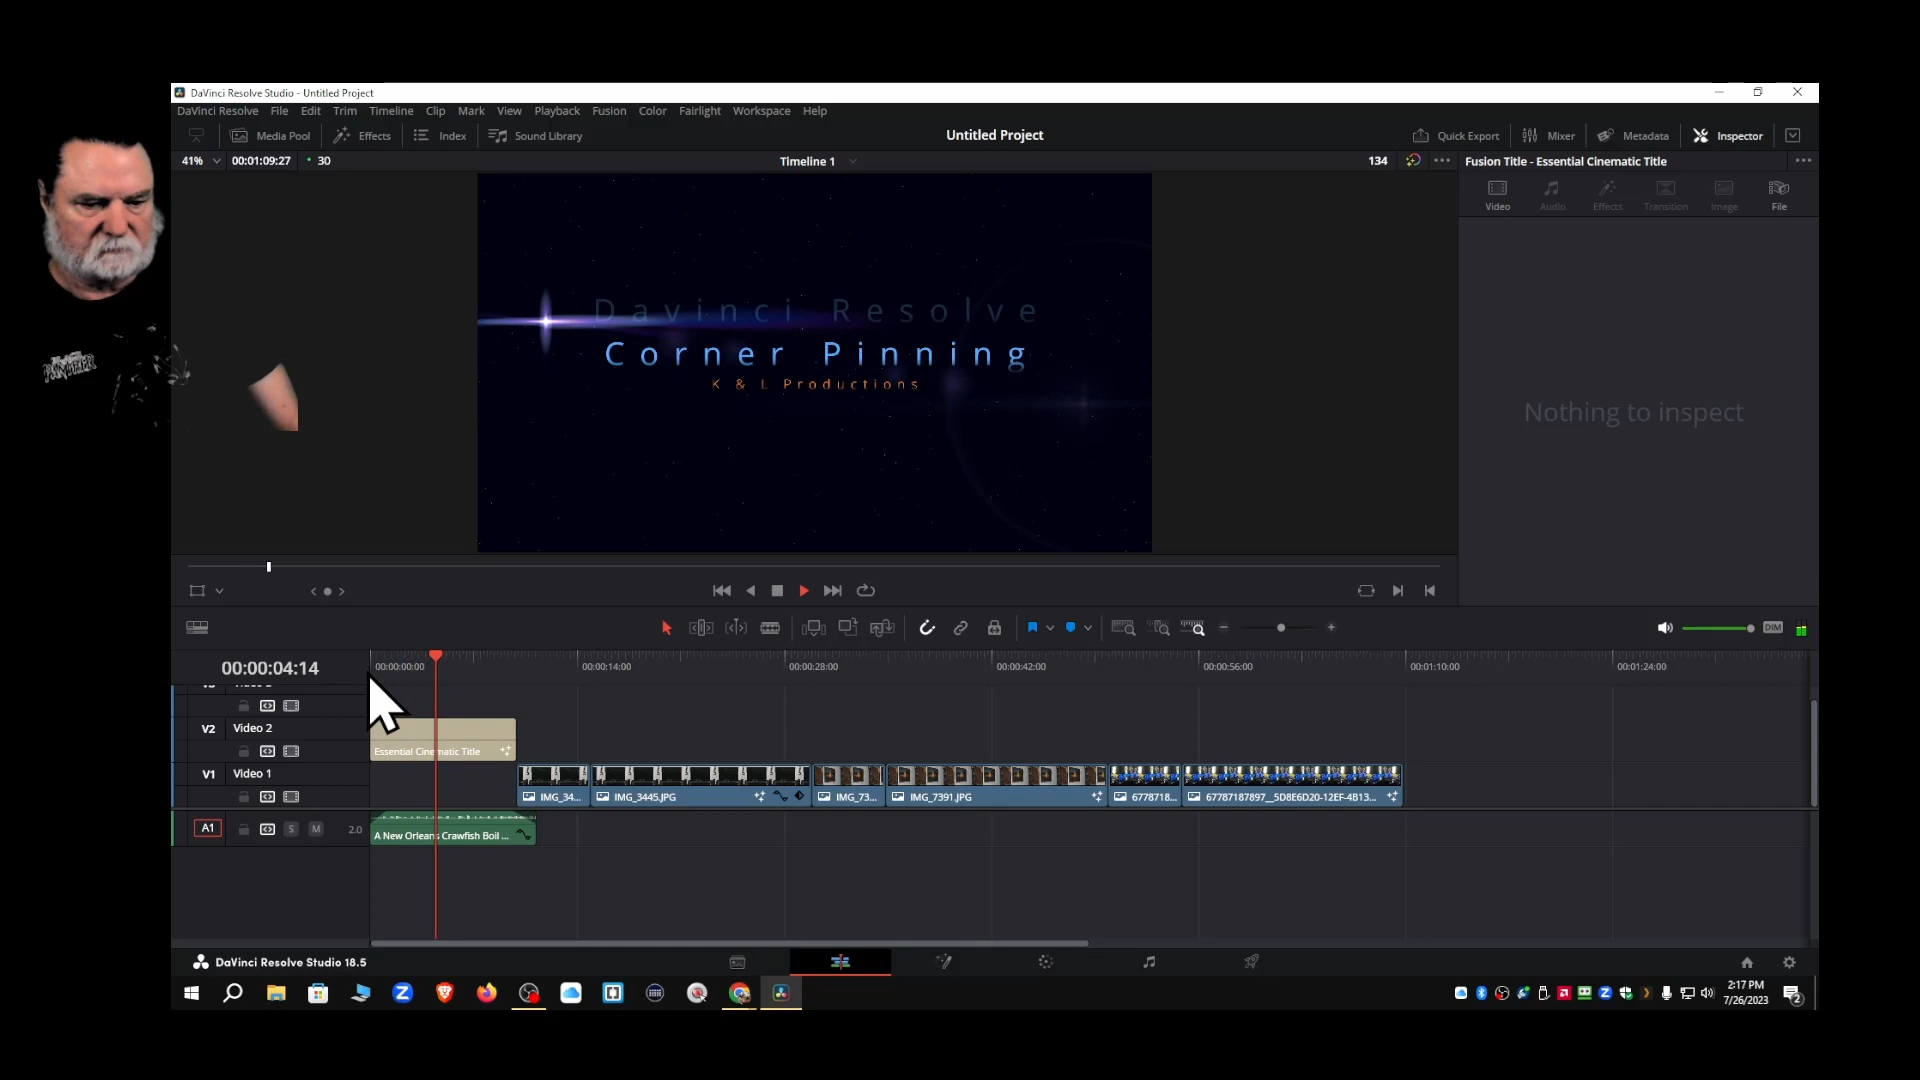 DaVinci Resolve Studio - Untitled Project
DaVinci Resolve File Edit Trim Timeline Clip Mark View Playback Fusion Color Fairlight Workspace Help
Media Pool Effects Index Sound Library Untitled Project Quick Export Mixer Metadata Inspector
41% 00:01:09:27 30 Timeline 1 134 Fusion Title - Essential Cinematic Title
Video Audio Effects Transition Image File
Davinci Resolve
Corner Pinning
K & L Productions
Nothing to inspect
DIM
00:00:04:14 00:00:00:00 00:00:14:00 00:00:28:00 00:00:42:00 00:00:56:00 00:01:10:00 00:01:24:00
V2 Video 2
Essential Cinematic Title
V1 Video 1
IMG_34... IMG_3445.JPG IMG_73... IMG_7391.JPG 6778718... 67787187897__5D8E6D20-12EF-4B13...
A1 S M 2.0 A New Orleans Crawfish Boil ...
DaVinci Resolve Studio 18.5
2:17 PM
7/26/2023
2